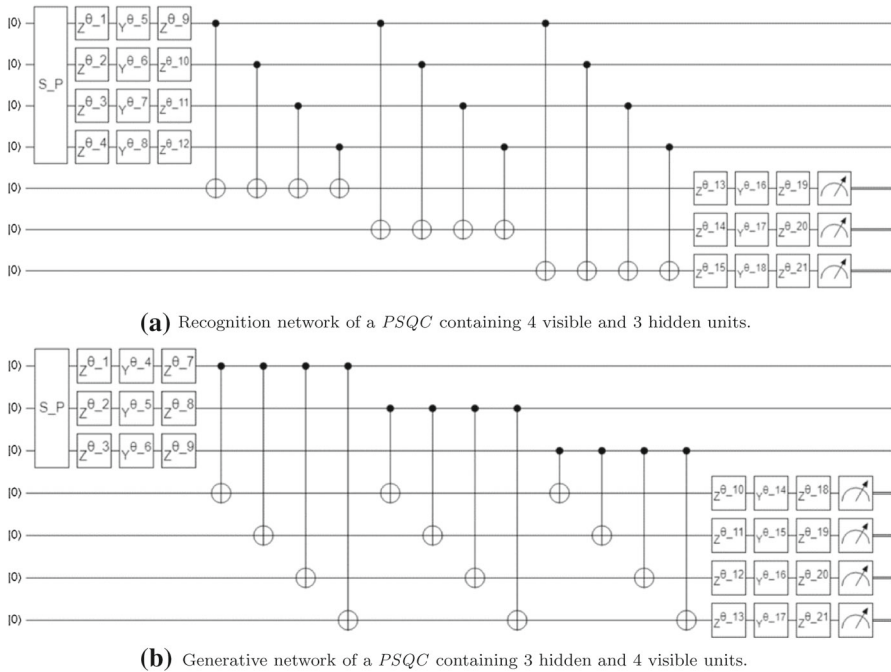 |0⟩ Z^θ_1 Y^θ_5 Z^θ_9
|0⟩ Z^θ_2 Y^θ_6 Z^θ_10
S_P
|0⟩ Z^θ_3 Y^θ_7 Z^θ_11
|0⟩ Z^θ_4 Y^θ_8 Z^θ_12
|0⟩ Z^θ_13 Y^θ_16 Z^θ_19
|0⟩ Z^θ_14 Y^θ_17 Z^θ_20
|0⟩ Z^θ_15 Y^θ_18 Z^θ_21
(a) Recognition network of a PSQC containing 4 visible and 3 hidden units.
|0⟩ Z^θ_1 Y^θ_4 Z^θ_7
|0⟩ S_P Z^θ_2 Y^θ_5 Z^θ_8
|0⟩ Z^θ_3 Y^θ_6 Z^θ_9
|0⟩ Z^θ_10 Y^θ_14 Z^θ_18
|0⟩ Z^θ_11 Y^θ_15 Z^θ_19
|0⟩ Z^θ_12 Y^θ_16 Z^θ_20
|0⟩ Z^θ_13 Y^θ_17 Z^θ_21
(b) Generative network of a PSQC containing 3 hidden and 4 visible units.